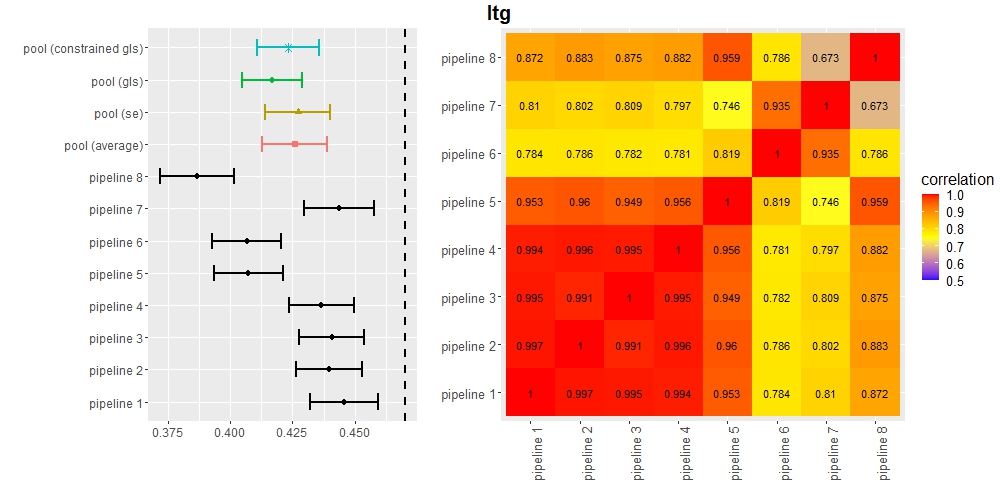 ltg
pool (constrained gls)
pool (gls)
pool (se)
pool (average)
pipeline 8
pipeline 7
pipeline 6
pipeline 5
pipeline 4
pipeline 3
pipeline 2
pipeline 1
0.375 0.400 0.425 0.450
pipeline 8 0.872 0.883 0.875 0.882 0.959 0.786 0.673 1
pipeline 7 0.81 0.802 0.809 0.797 0.746 0.935 1 0.673
pipeline 6 0.784 0.786 0.782 0.781 0.819 1 0.935 0.786
pipeline 5 0.953 0.96 0.949 0.956 1 0.819 0.746 0.959
pipeline 4 0.994 0.996 0.995 1 0.956 0.781 0.797 0.882
pipeline 3 0.995 0.991 1 0.995 0.949 0.782 0.809 0.875
pipeline 2 0.997 1 0.991 0.996 0.96 0.786 0.802 0.883
pipeline 1 1 0.997 0.995 0.994 0.953 0.784 0.81 0.872
pipeline 1 pipeline 2 pipeline 3 pipeline 4 pipeline 5 pipeline 6 pipeline 7 pipeline 8
correlation
1.0
0.9
0.8
0.7
0.6
0.5